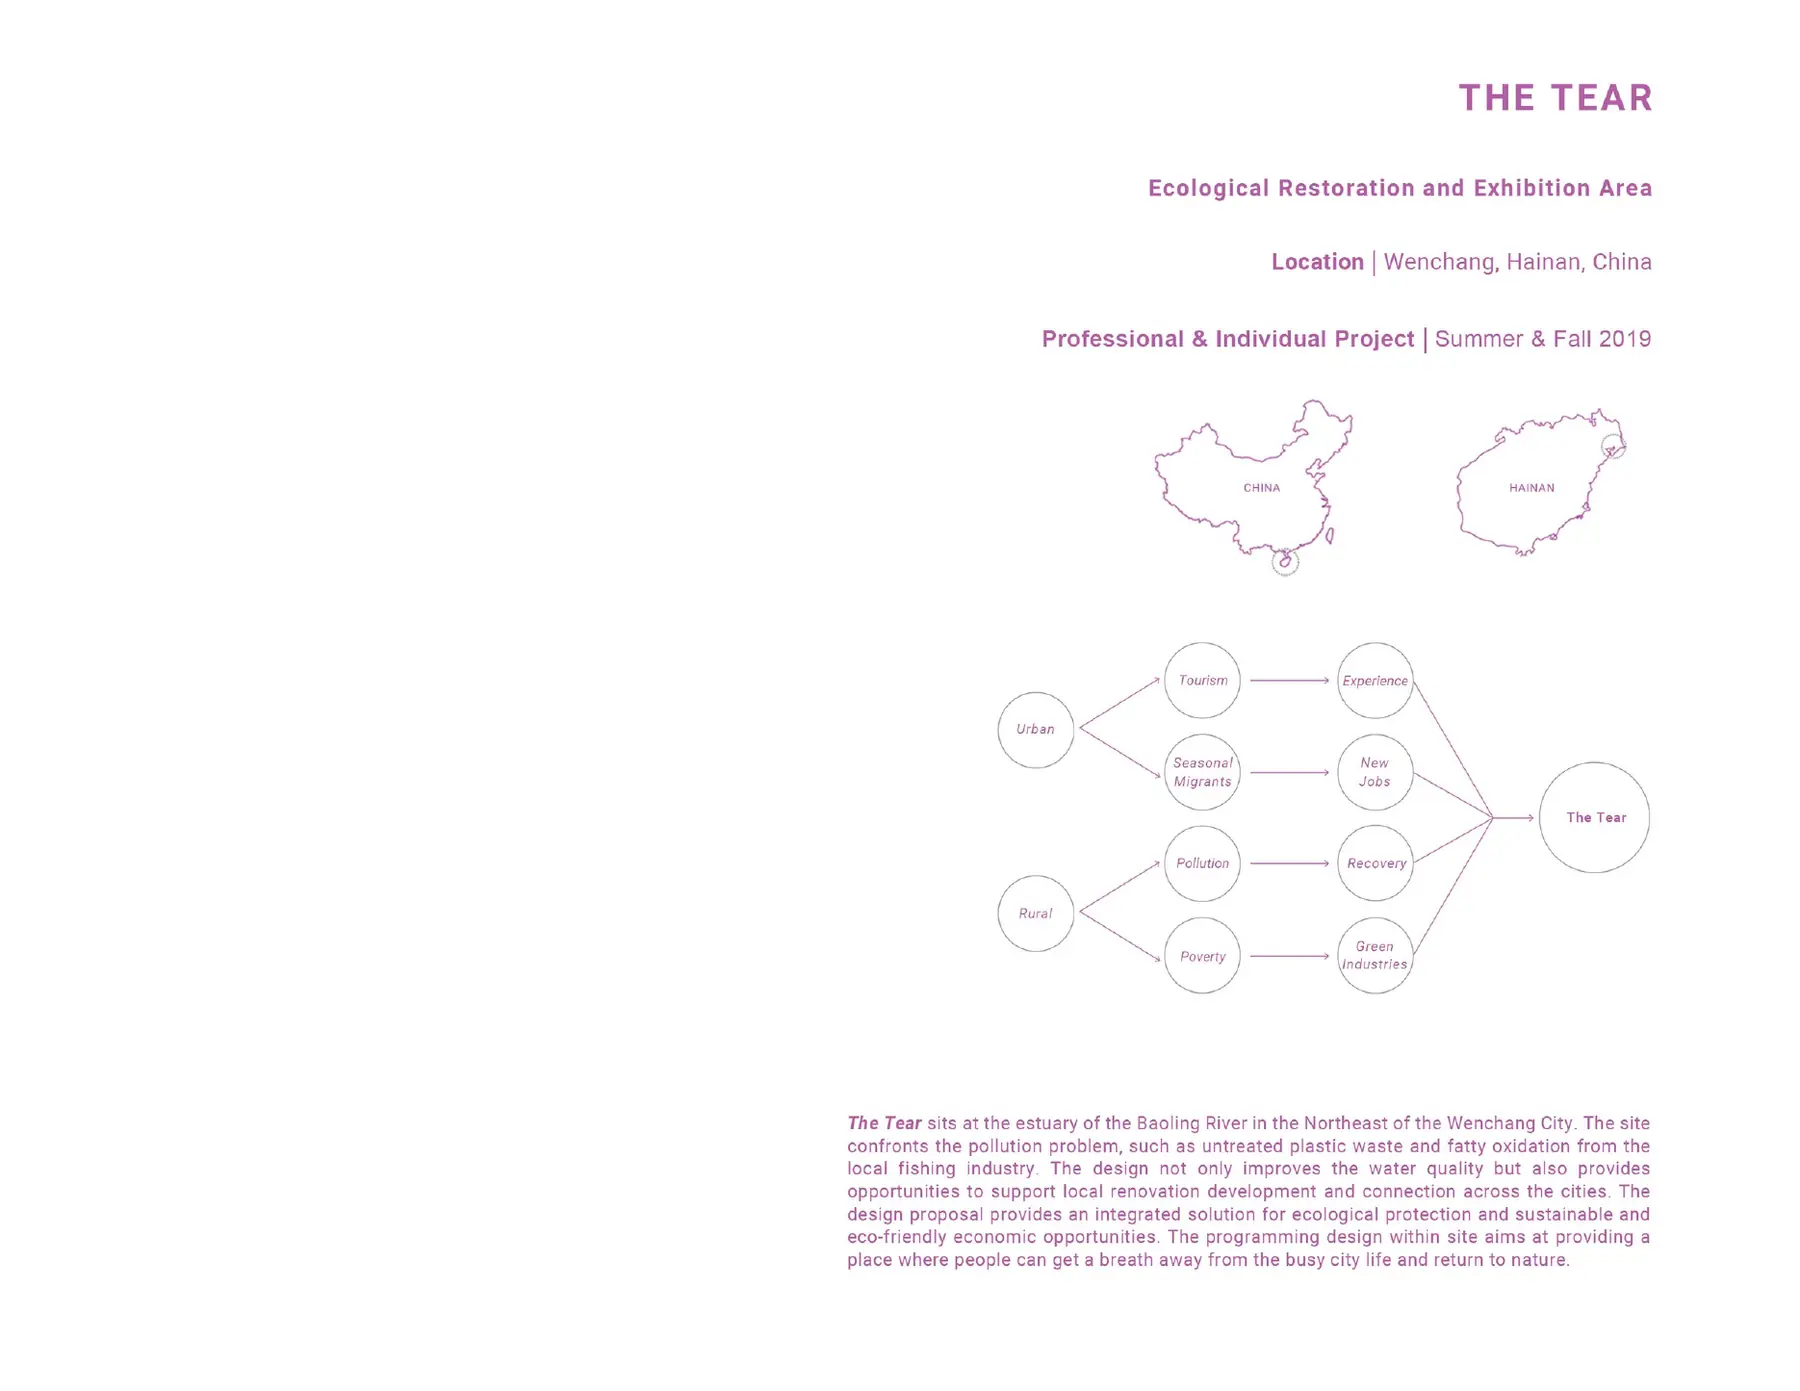 THE TEAR
Ecological Restoration and Exhibition Area
Location | Wenchang, Hainan, China
Professional & Individual Project | Summer & Fall 2019
CHINA
HAINAN
Urban
Tourism
Experience
Seasonal
Migrants
New
Jobs
The Tear
Rural
Pollution
Recovery
Poverty
Green
Industries
The Tear sits at the estuary of the Baoling River in the Northeast of the Wenchang City. The site
confronts the pollution problem, such as untreated plastic waste and fatty oxidation from the
local fishing industry. The design not only improves the water quality but also provides
opportunities to support local renovation development and connection across the cities. The
design proposal provides an integrated solution for ecological protection and sustainable and
eco-friendly economic opportunities. The programming design within site aims at providing a
place where people can get a breath away from the busy city life and return to nature.